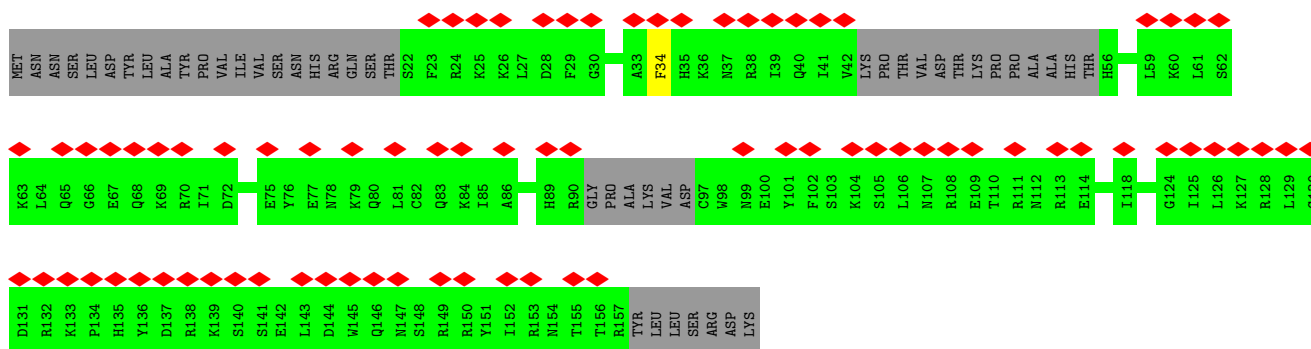 MET ASN ASN SER LEU ASP TYR LEU ALA TYR PRO VAL ILE VAL SER ASN HIS ARG GLN SER THR S22 F23 R24 K25 K26 L27 D28 F29 G30 A33 F34 H35 K36 N37 R38 I39 Q40 I41 V42 LYS PRO THR VAL ASP THR LYS PRO PRO ALA ALA HIS THR H56 L59 K60 L61 S62
K63 L64 Q65 G66 E67 Q68 K69 R70 I71 D72 E75 Y76 E77 N78 K79 Q80 L81 C82 Q83 K84 I85 A86 H89 R90 GLY PRO ALA LYS VAL ASP C97 W98 N99 E100 Y101 F102 S103 K104 S105 L106 N107 R108 E109 T110 R111 N112 R113 E114 I118 G124 I125 L126 K127 R128 L129
D131 R132 K133 P134 H135 Y136 D137 R138 K139 S140 S141 E142 L143 D144 W145 Q146 N147 S148 R149 R150 Y151 I152 R153 N154 T155 T156 R157 TYR LEU LEU SER ARG ASP LYS